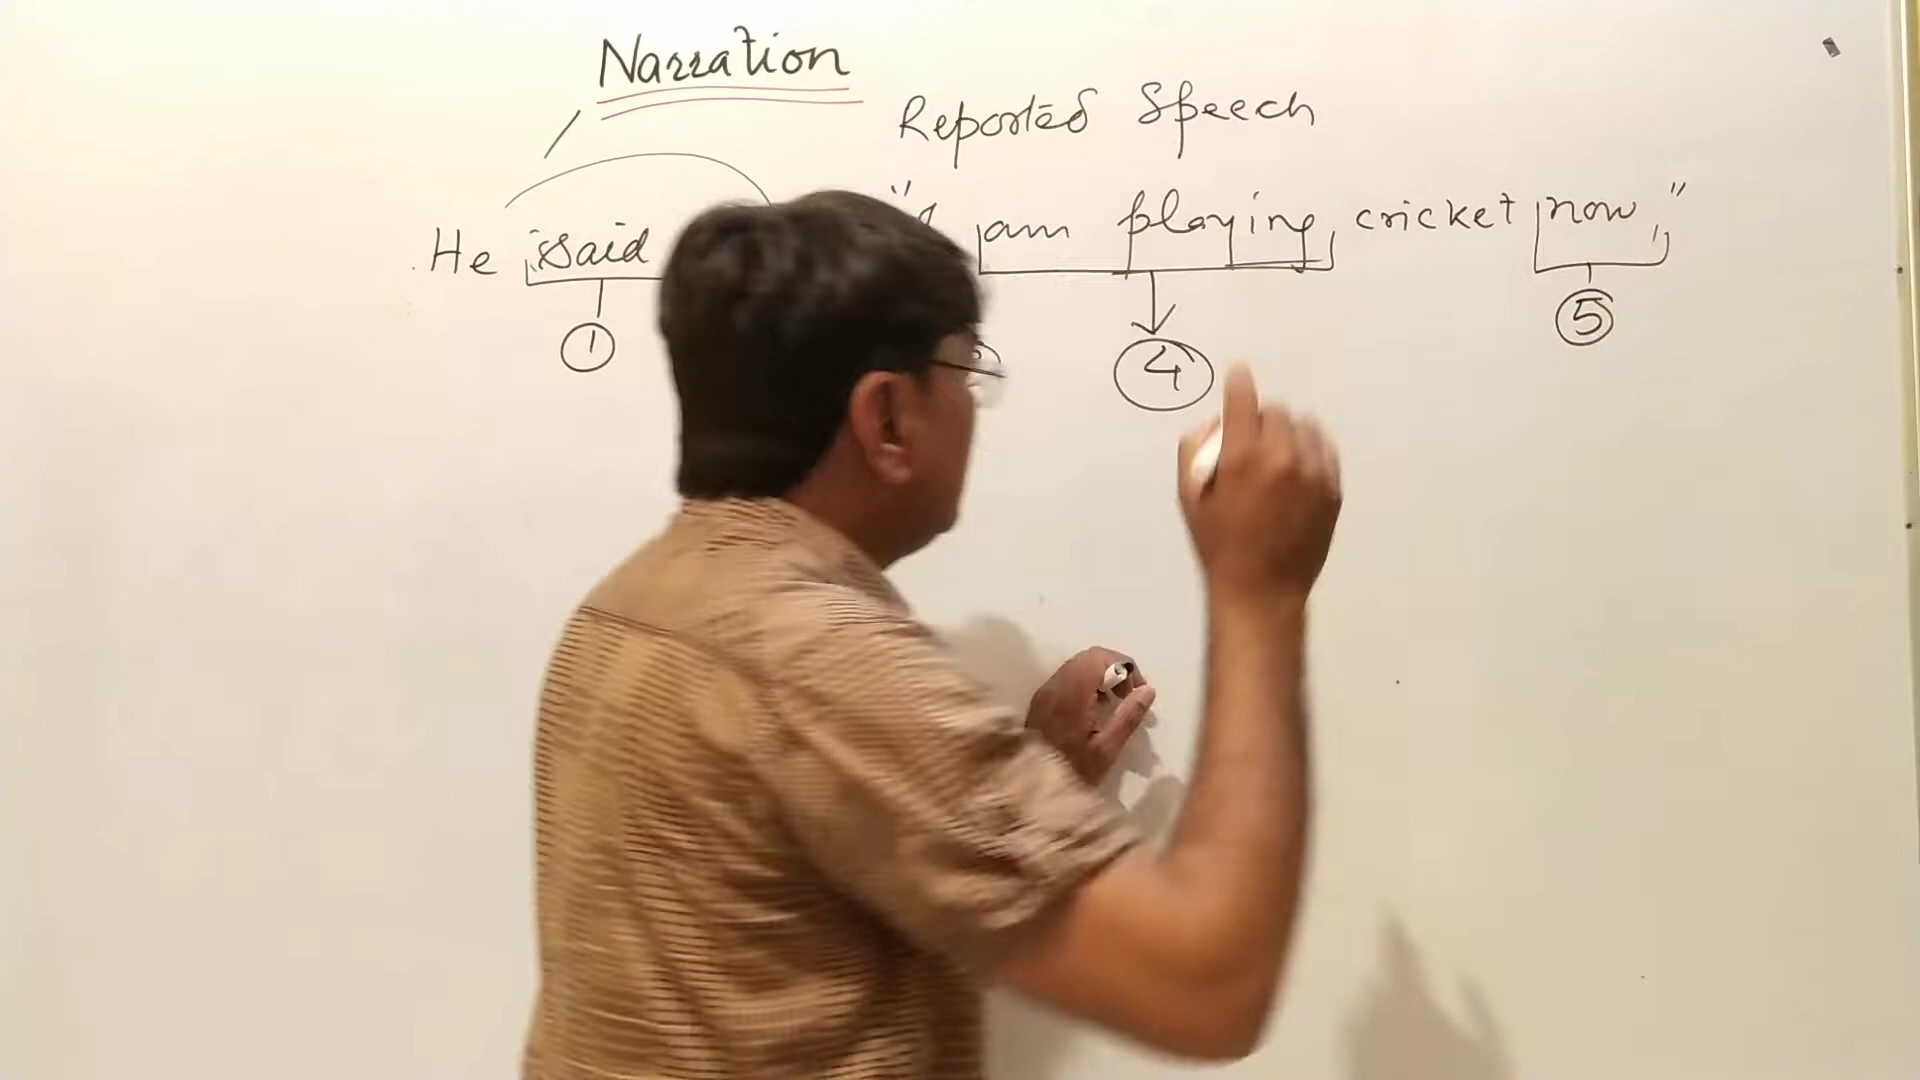 Narration
Reported Speech
He said " I am playing cricket now,"
1 4 5